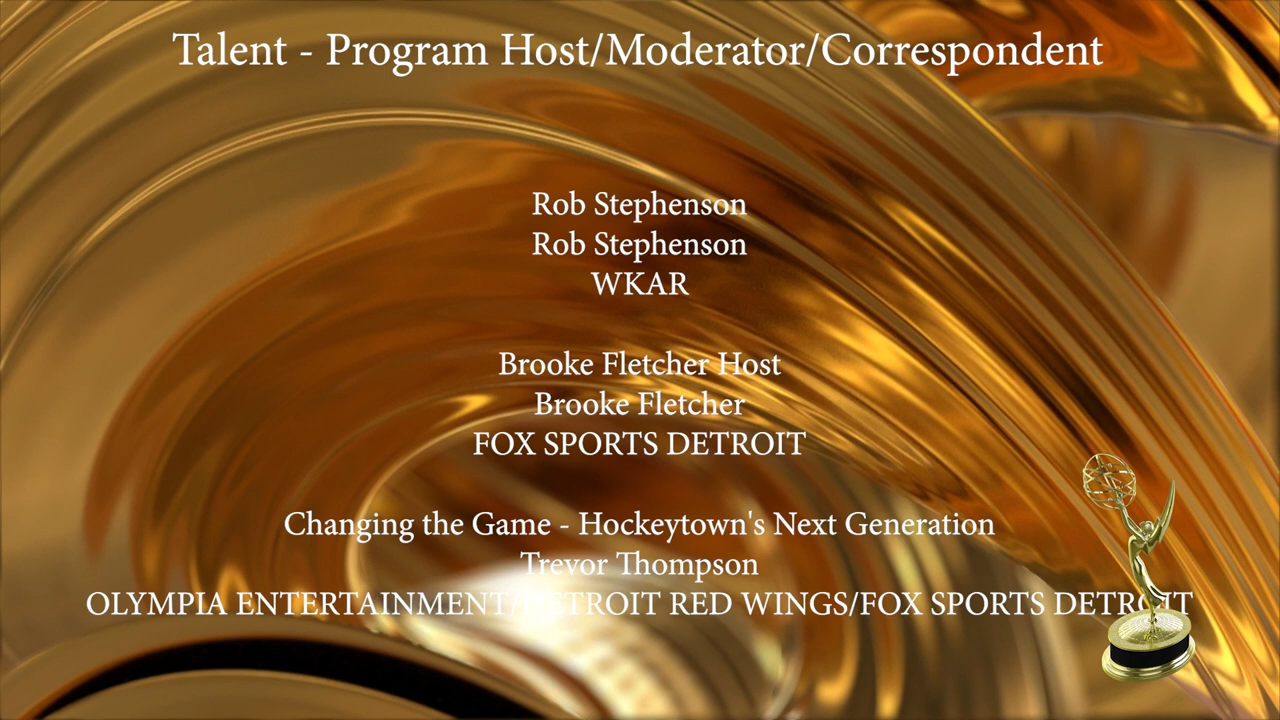 Talent - Program Host/Moderator/Correspondent
Rob Stephenson
Rob Stephenson
WKAR
Brooke Fletcher Host
Brooke Fletcher
FOX SPORTS DETROIT
Changing the Game - Hockeytown's Next Generation
Trevor Thompson
OLYMPIA ENTERTAINMENT/DETROIT RED WINGS/FOX SPORTS DETROIT